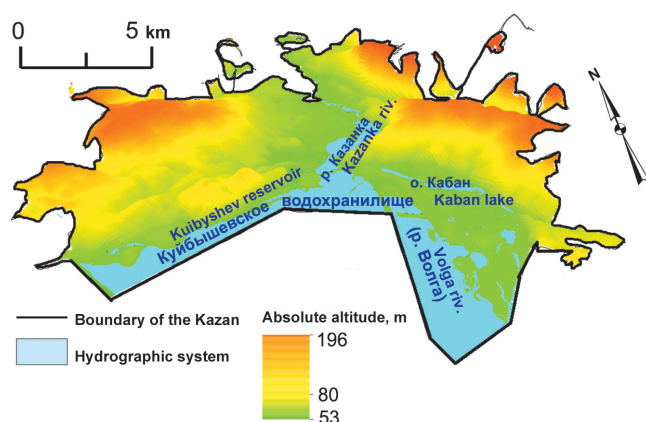 0 5 km
N
р. Казанка
Kazanka riv.
о. Кабан
Kaban lake
Kuibyshev reservoir
Куйбышевское водохранилище
Volga riv.
(р. Волга)
Boundary of the Kazan
Hydrographic system
Absolute altitude, m
196
80
53